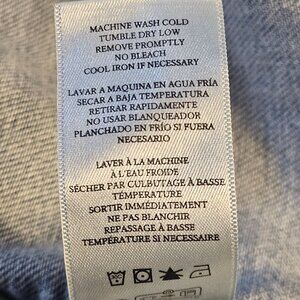 MACHINE WASH COLD
TUMBLE DRY LOW
REMOVE PROMPTLY
NO BLEACH
COOL IRON IF NECESSARY
LAVAR A MAQUINA EN AGUA FRÍA
SECAR A BAJA TEMPERATURA
RETIRAR RAPIDAMENTE
NO USAR BLANQUEADOR
PLANCHADO EN FRÍO SI FUERA
NECESARIO
LAVER À LA MACHINE
À L'EAU FROIDE
SÉCHER PAR CULBUTAGE À BASSE
TÉMPERATURE
SORTIR IMMÉDIATEMENT
NE PAS BLANCHIR
REPASSAGE À BASSE
TEMPÉRATURE SI NECESSAIRE